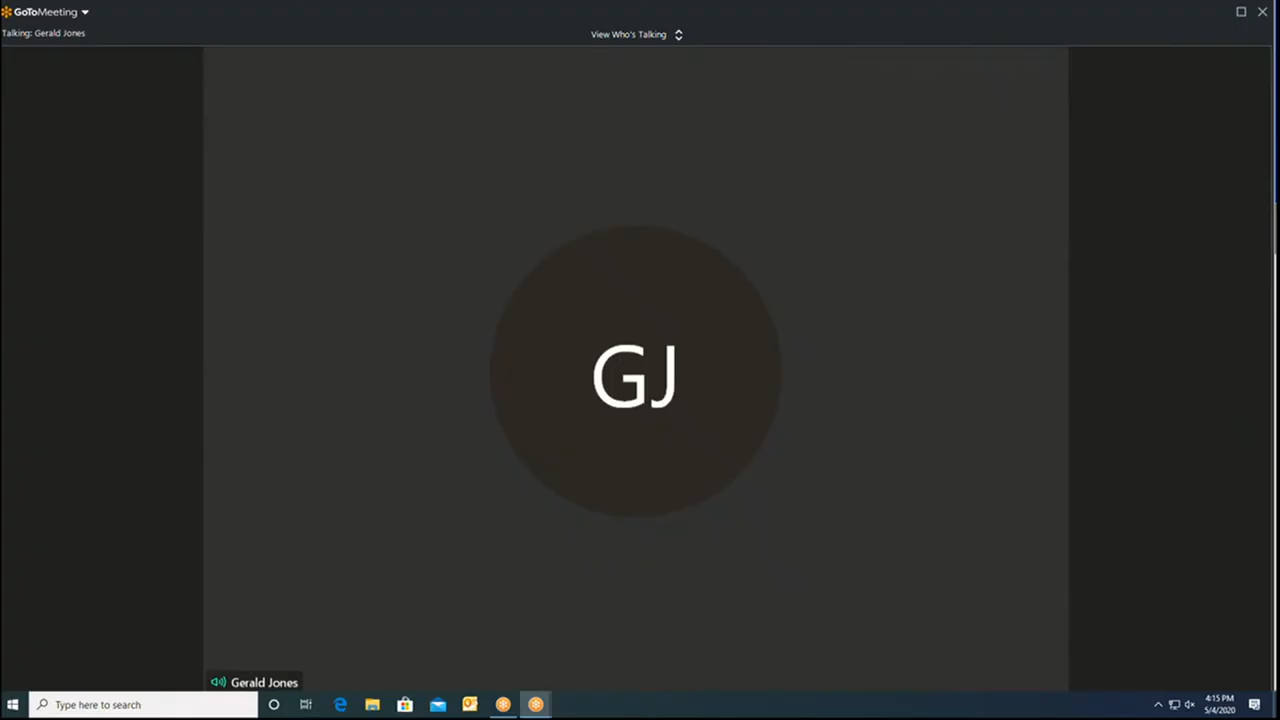 GoToMeeting
Talking: Gerald Jones
View Who's Talking
GJ
Gerald Jones
Type here to search
4:15 PM
5/4/2020